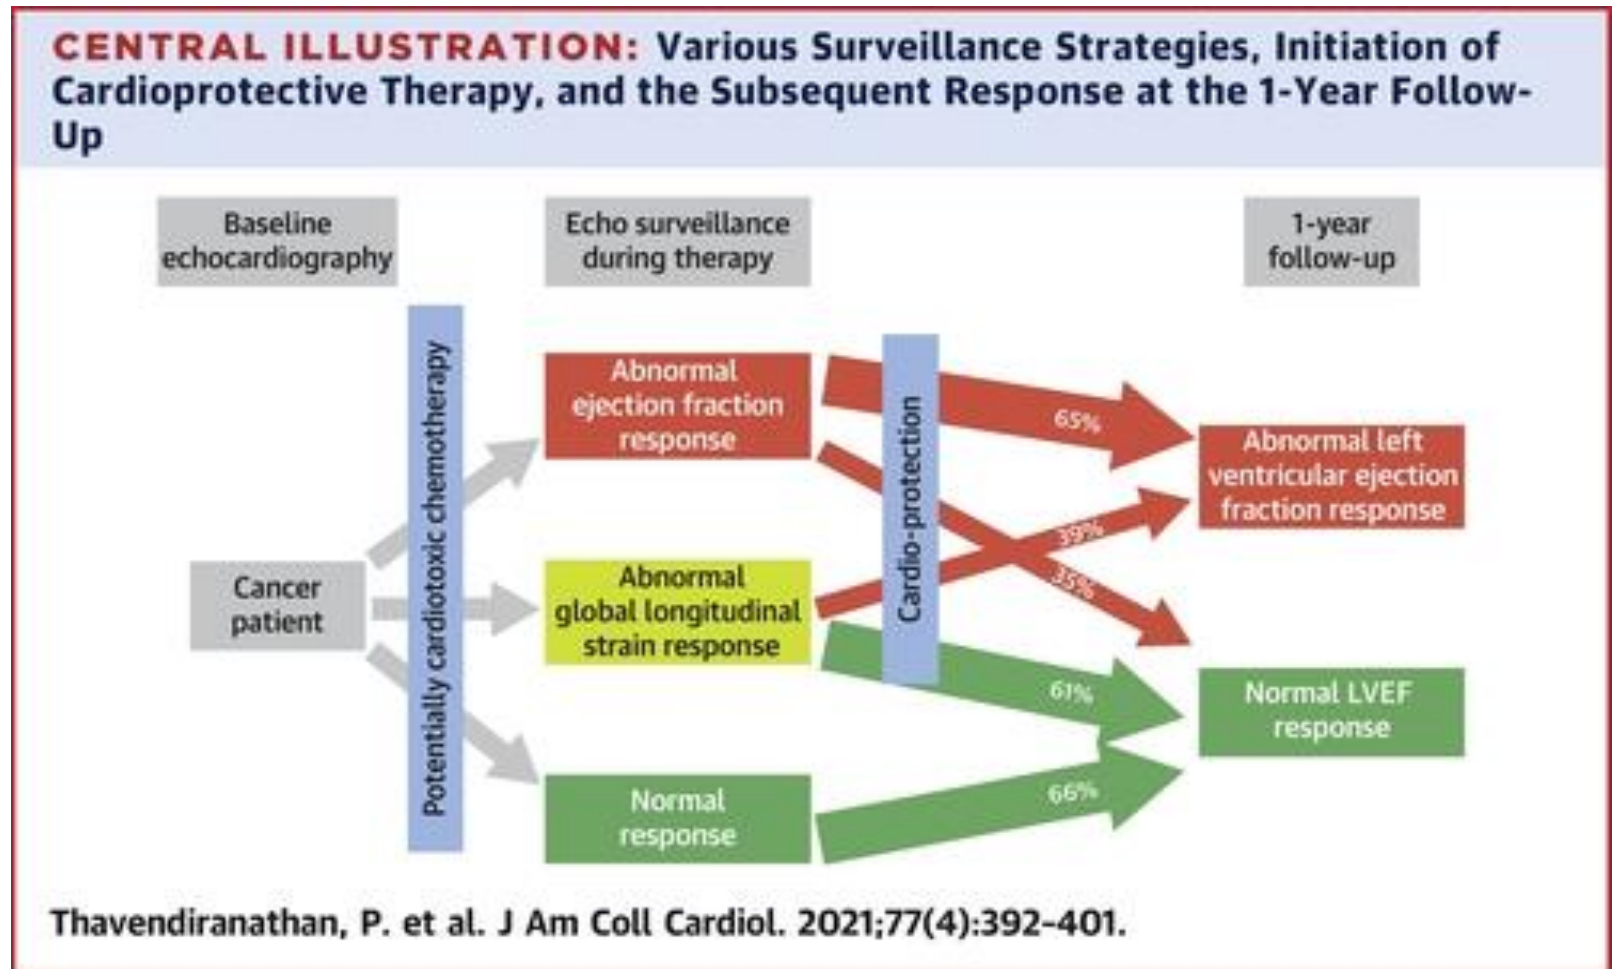 CENTRAL ILLUSTRATION: Various Surveillance Strategies, Initiation of
Cardioprotective Therapy, and the Subsequent Response at the 1-Year Follow-
Up
Baseline
echocardiography
Echo surveillance
during therapy
1-year
follow-up
Potentially cardiotoxic chemotherapy
Cardio-protection
Cancer
patient
Abnormal
ejection fraction
response
Abnormal
global longitudinal
strain response
Normal
response
65%
39%
35%
61%
66%
Abnormal left
ventricular ejection
fraction response
Normal LVEF
response
Thavendiranathan, P. et al. J Am Coll Cardiol. 2021;77(4):392-401.